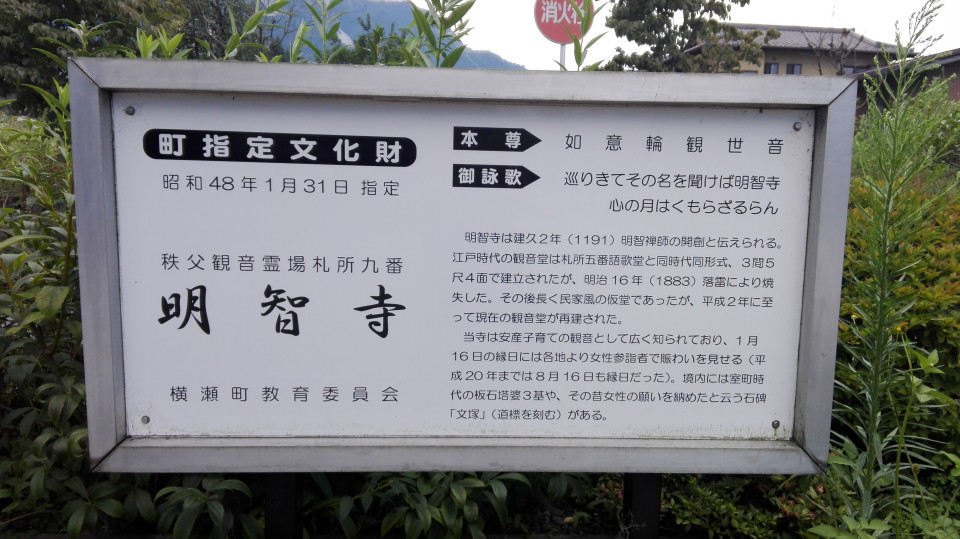 消火栓
町指定文化財
昭和48年1月31日 指定
秩父観音霊場札所九番
明智寺
横瀬町教育委員会
本尊 如意輪観世音
御詠歌 巡りきてその名を聞けば明智寺
心の月はくもらざるらん
明智寺は建久2年（1191）明智禅師の開創と伝えられる。
江戸時代の観音堂は札所五番語歌堂と同時代同形式、3間5
尺4面で建立されたが、明治16年（1883）落雷により焼
失した。その後長く民家風の仮堂であったが、平成2年に至
って現在の観音堂が再建された。
当寺は安産子育ての観音として広く知られており、1月
16日の縁日には各地より女性参詣者で賑わいを見せる（平
成20年までは8月16日も縁日だった）。境内には室町時
代の板石塔婆3基や、その昔女性の願いを納めたと云う石碑
「文塚」（道標を刻む）がある。